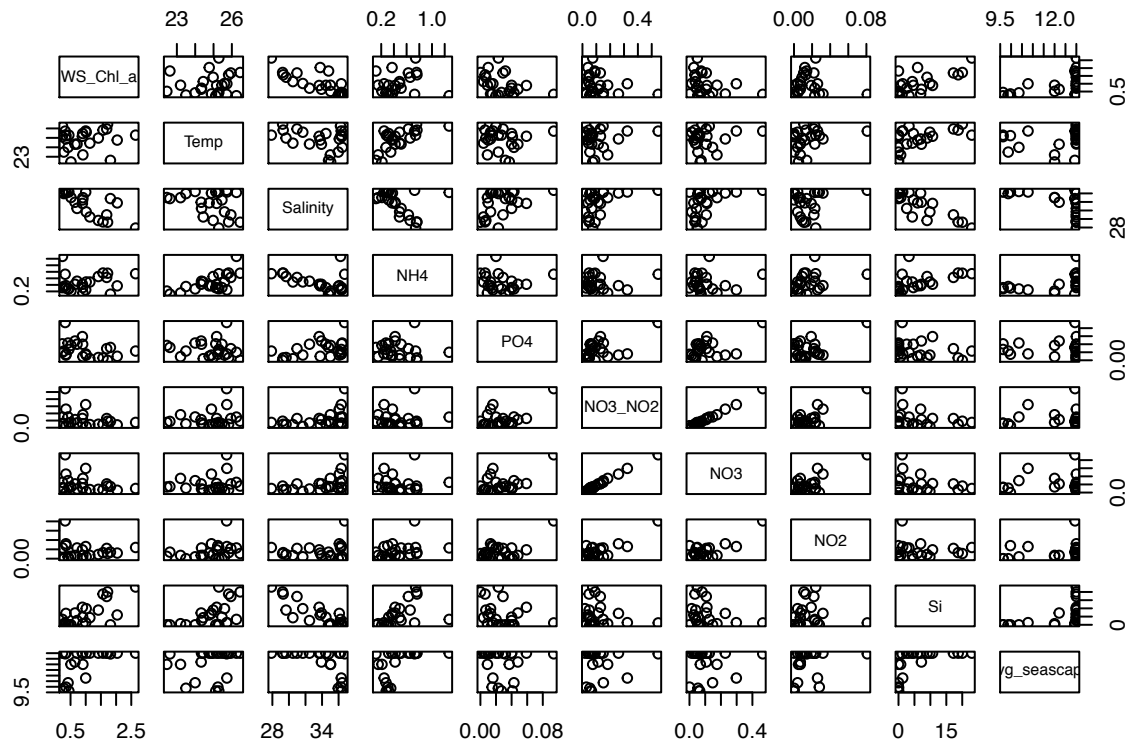 23 26 0.2 1.0 0.0 0.4 0.00 0.08 9.5 12.0
WS_Chl_a 0.5
23 Temp
Salinity 28
0.2 NH4
PO4 0.00
0.0 NO3_NO2
NO3 0.0
0.00 NO2
Si 0
9.5 vg_seascap
0.5 2.5 28 34 0.00 0.08 0.0 0.4 0 15